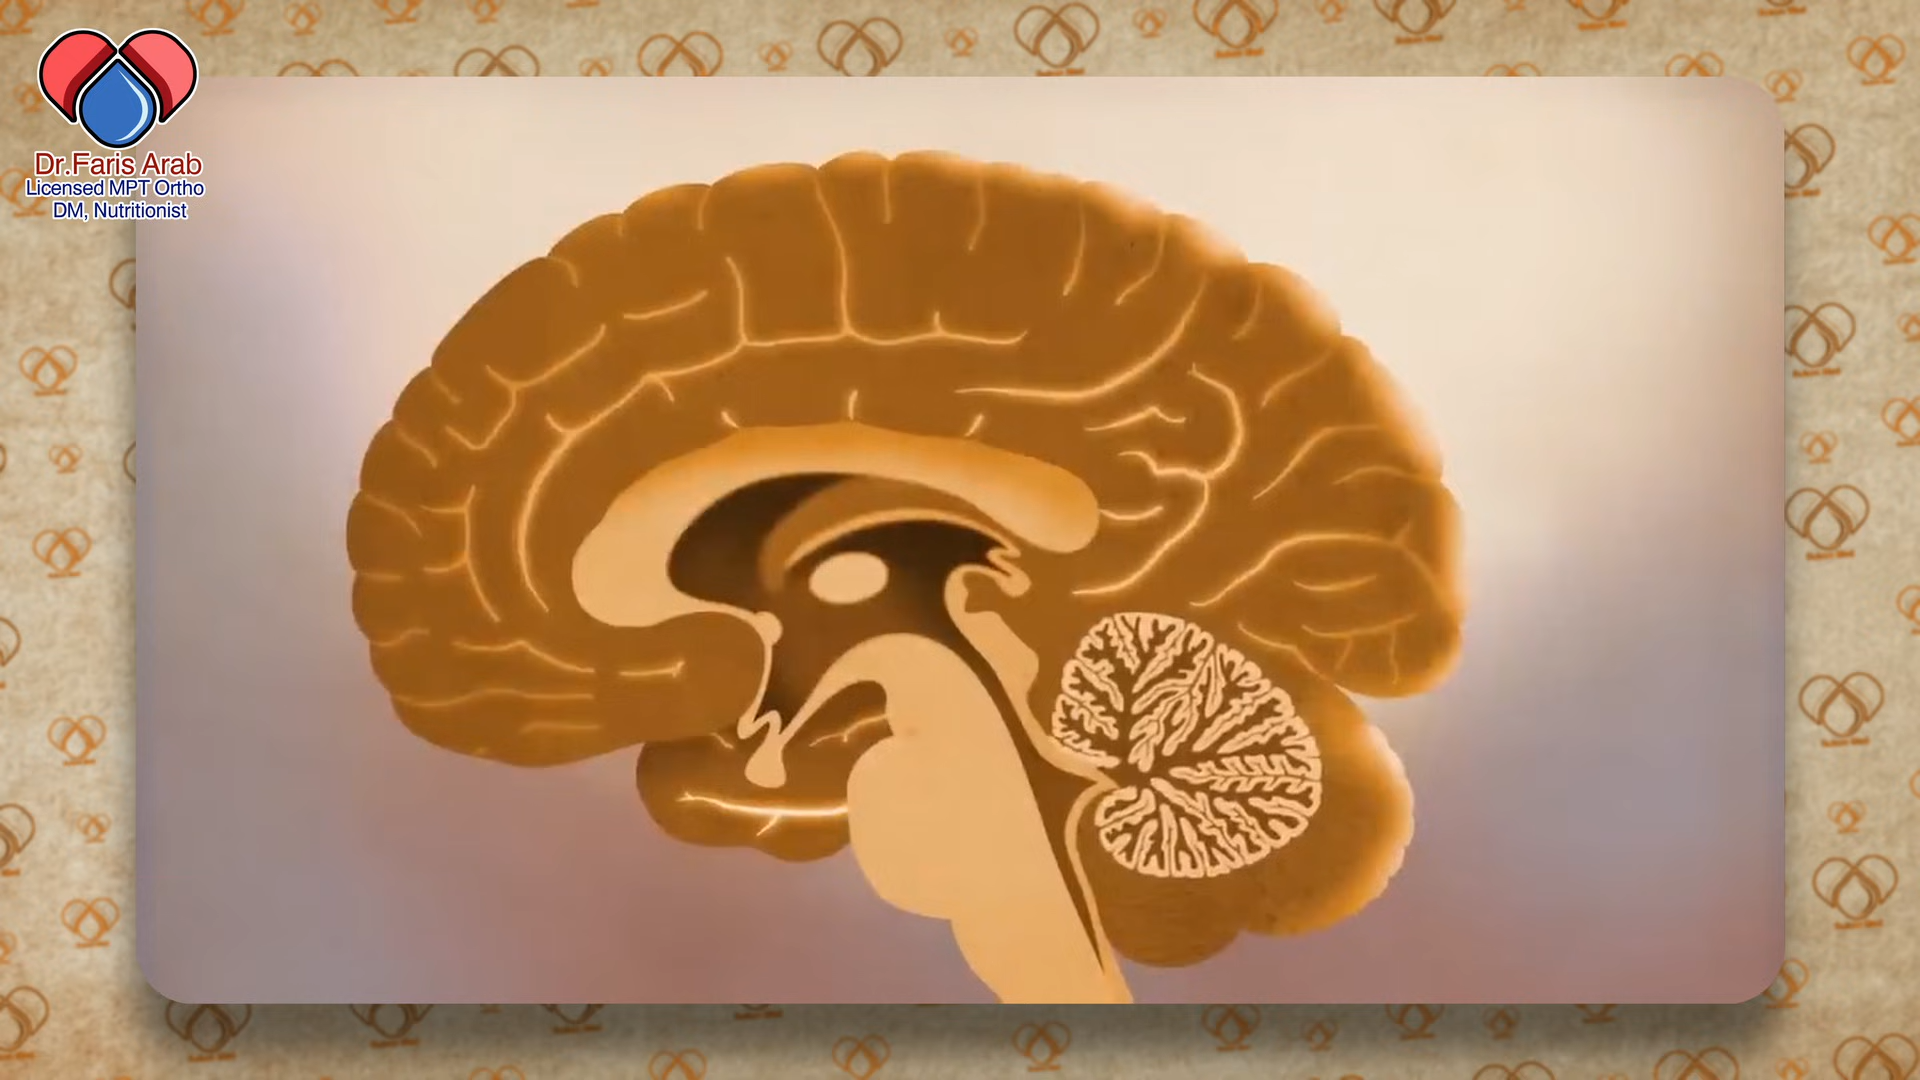 Dr.Faris Arab
Licensed MPT Ortho
DM, Nutritionist